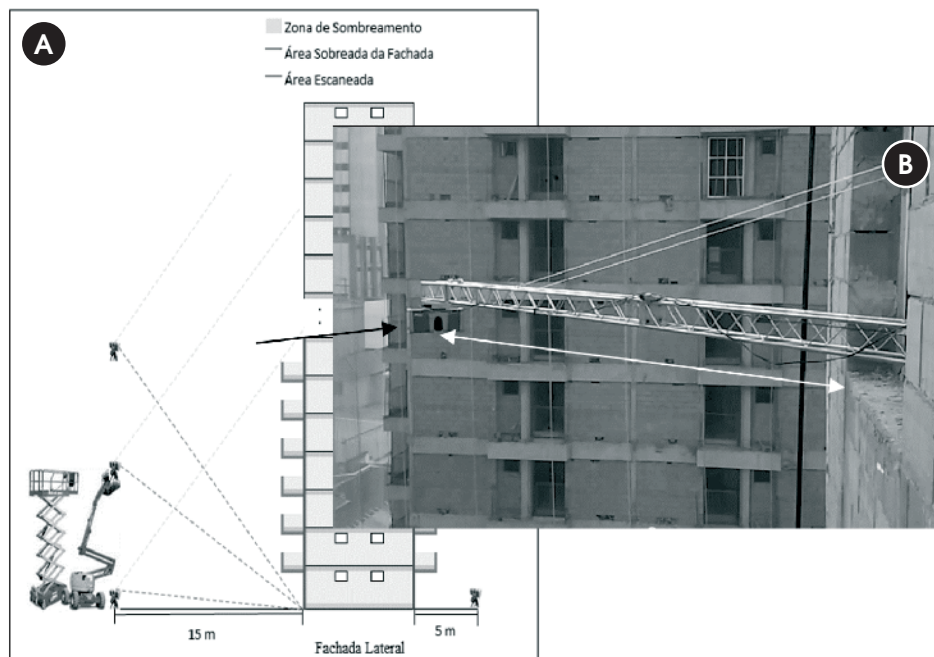 A
Zona de Sombreamento
Área Sobreada da Fachada
Área Escaneada
B
15 m
5 m
Fachada Lateral